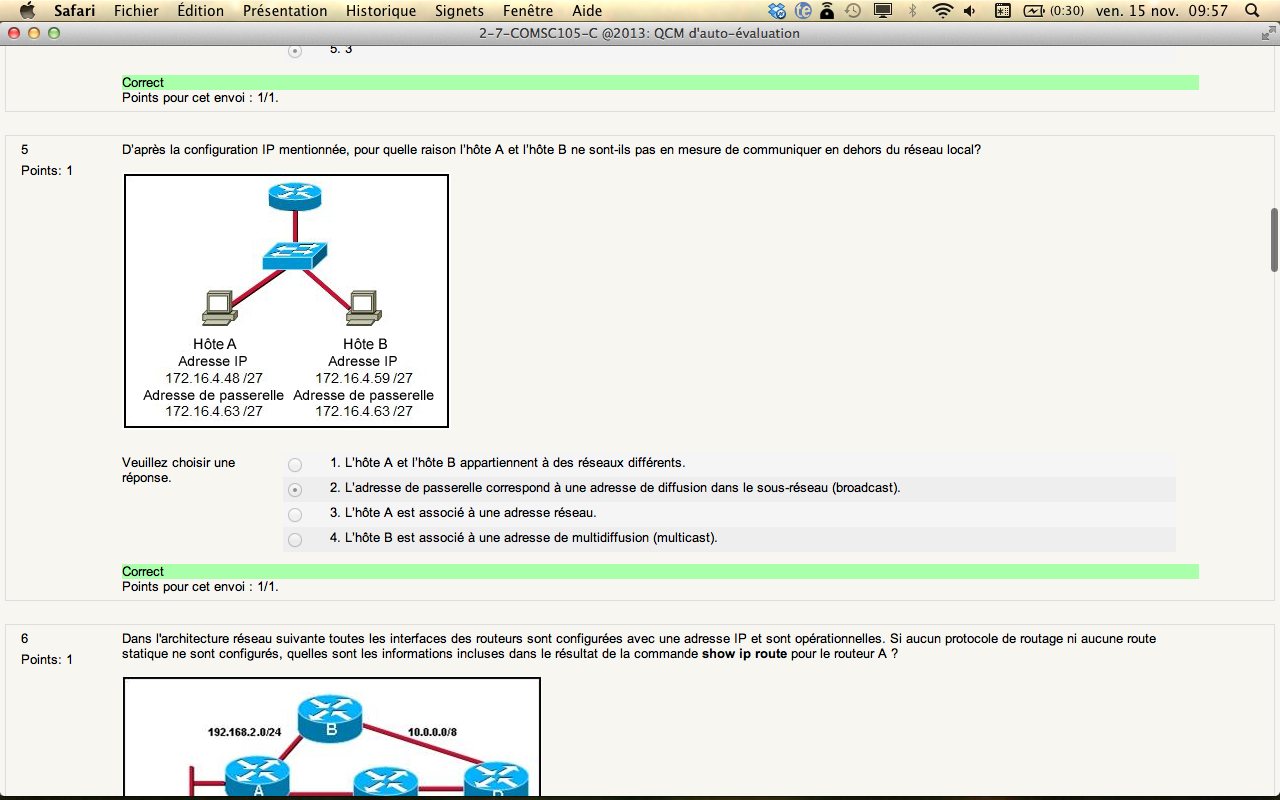 Safari Fichier Édition Présentation Historique Signets Fenêtre Aide (0:30) ven. 15 nov. 09:57
2-7-COMSC105-C @2013: QCM d'auto-évaluation
5. 3
Correct
Points pour cet envoi : 1/1.
5
Points: 1
D'après la configuration IP mentionnée, pour quelle raison l'hôte A et l'hôte B ne sont-ils pas en mesure de communiquer en dehors du réseau local?
Hôte A Hôte B
Adresse IP Adresse IP
172.16.4.48 /27 172.16.4.59 /27
Adresse de passerelle Adresse de passerelle
172.16.4.63 /27 172.16.4.63 /27
Veuillez choisir une
réponse.
1. L'hôte A et l'hôte B appartiennent à des réseaux différents.
2. L'adresse de passerelle correspond à une adresse de diffusion dans le sous-réseau (broadcast).
3. L'hôte A est associé à une adresse réseau.
4. L'hôte B est associé à une adresse de multidiffusion (multicast).
Correct
Points pour cet envoi : 1/1.
6
Points: 1
Dans l'architecture réseau suivante toutes les interfaces des routeurs sont configurées avec une adresse IP et sont opérationnelles. Si aucun protocole de routage ni aucune route
statique ne sont configurés, quelles sont les informations incluses dans le résultat de la commande show ip route pour le routeur A ?
192.168.2.0/24 B 10.0.0.0/8
A